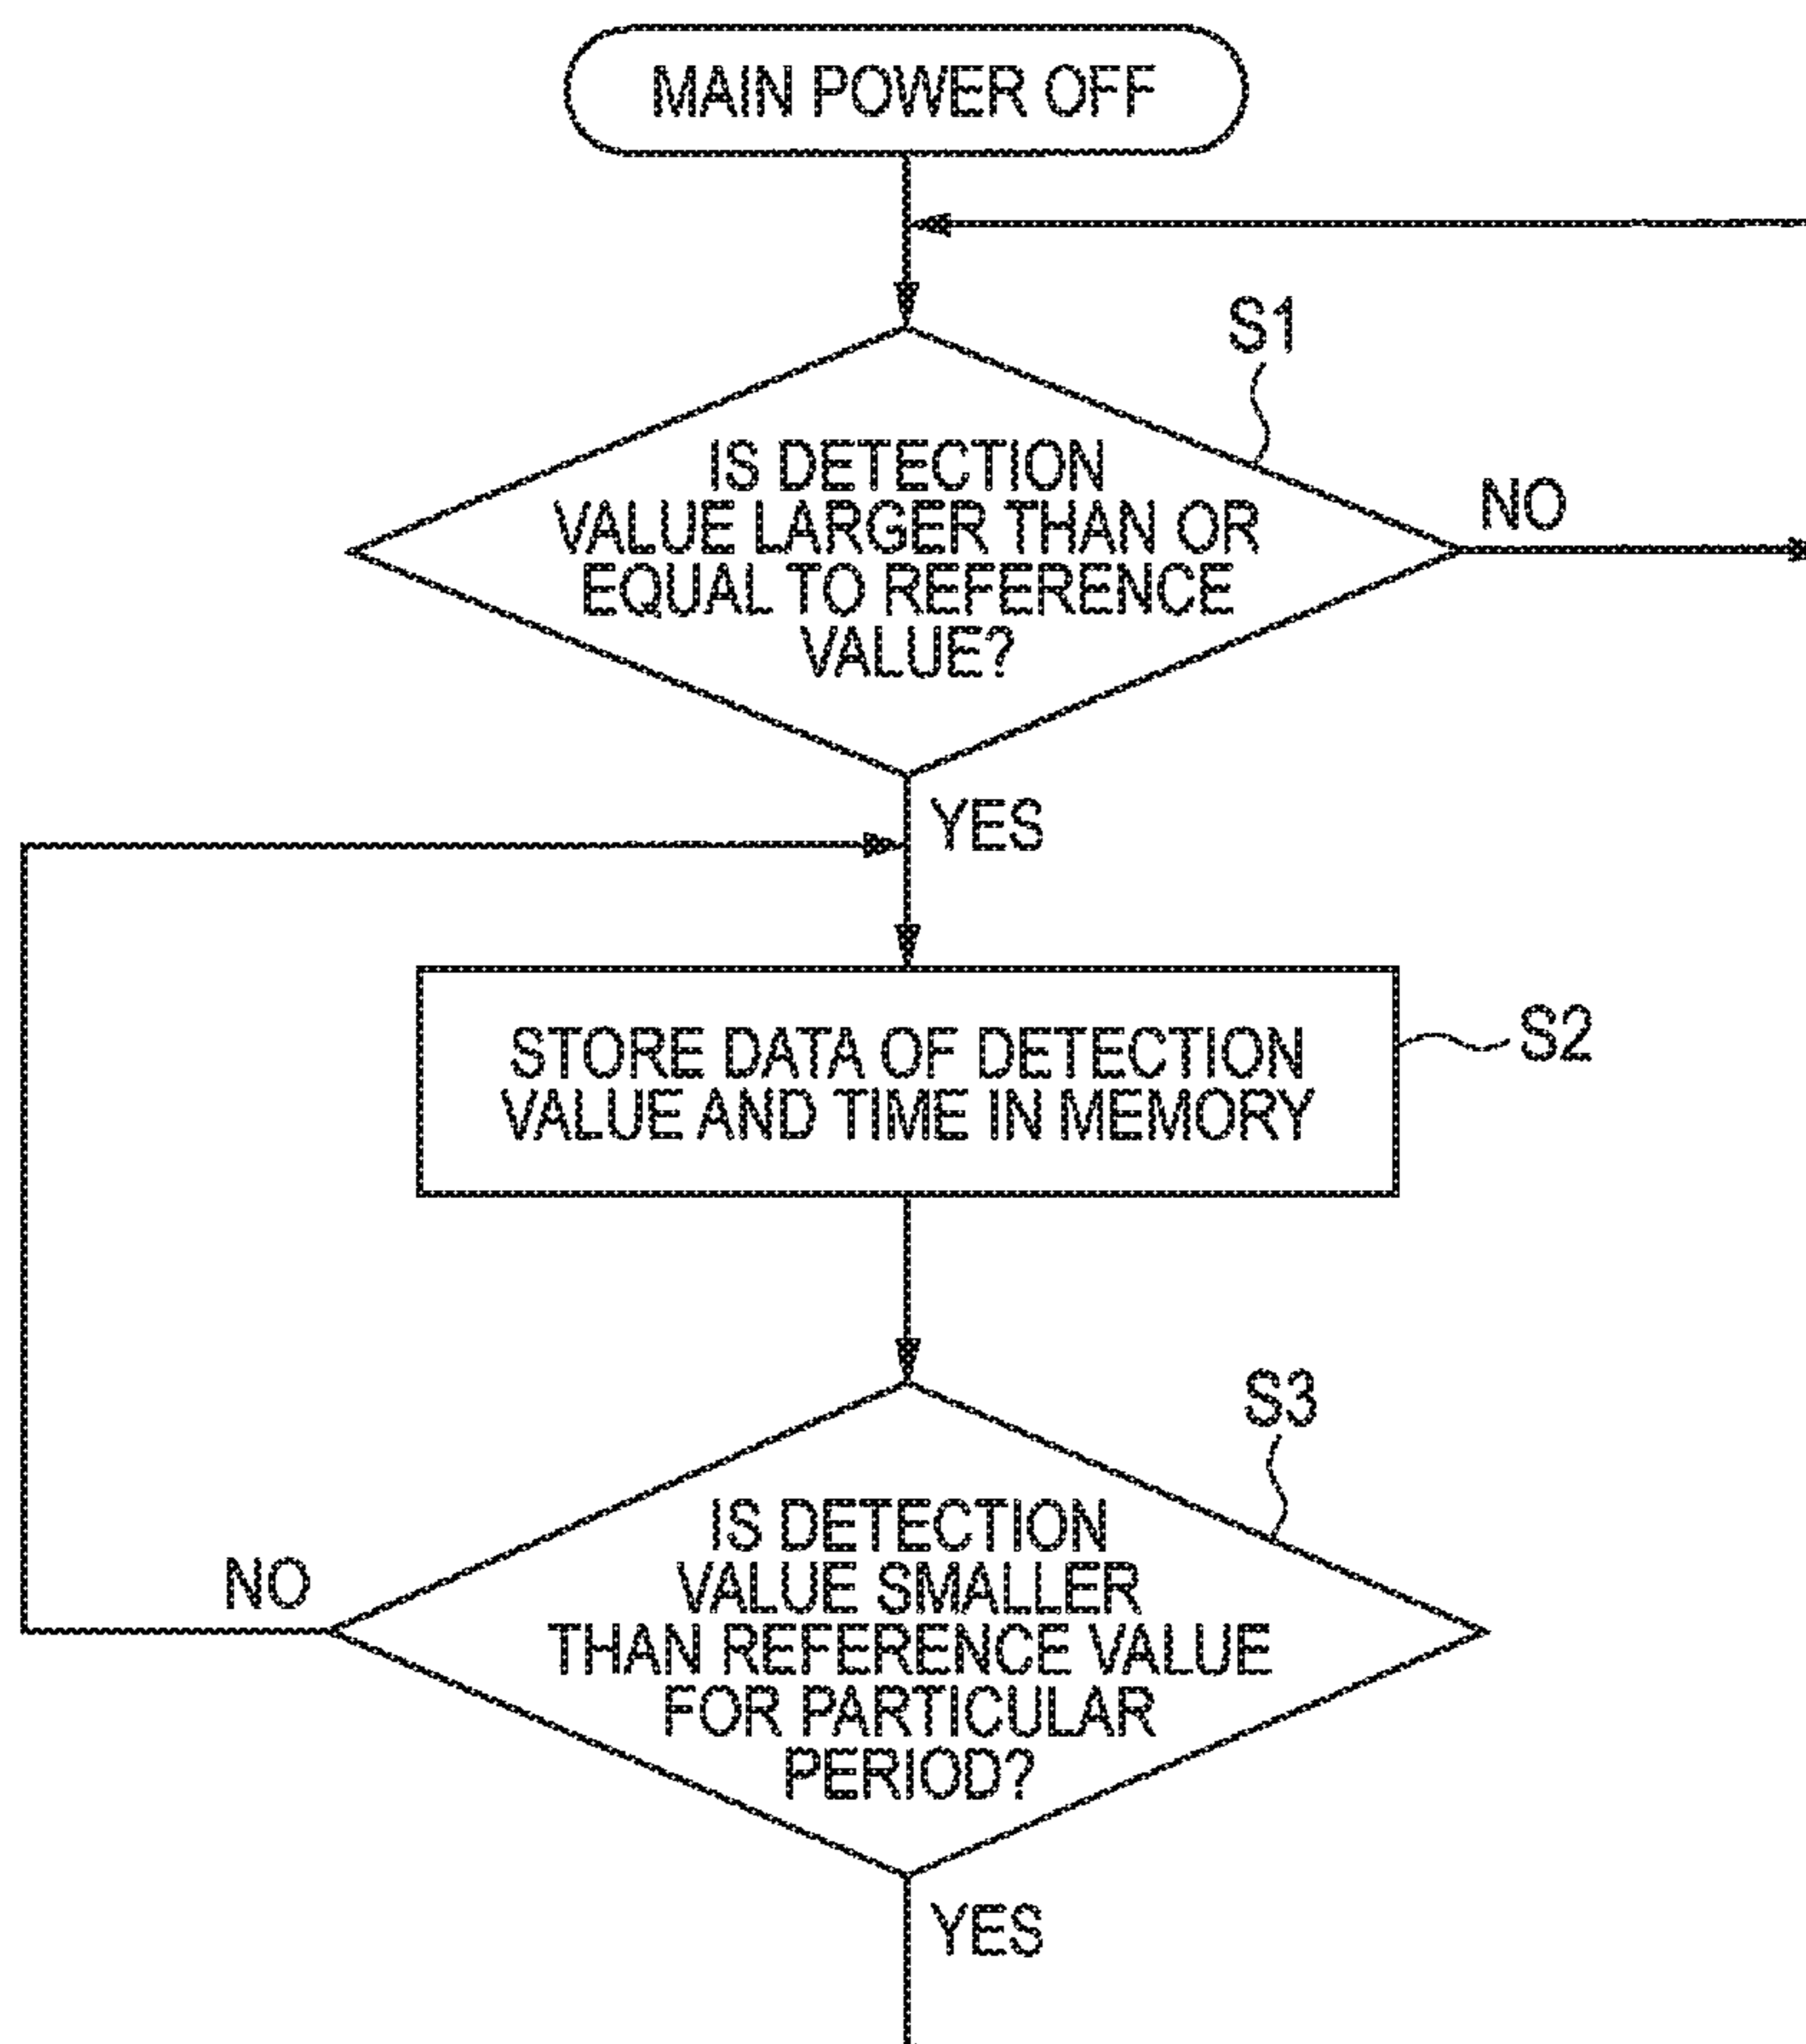 MAIN POWER OFF
S1
IS DETECTION
VALUE LARGER THAN OR
EQUAL TO REFERENCE
VALUE?
NO
YES
STORE DATA OF DETECTION
VALUE AND TIME IN MEMORY
S2
S3
IS DETECTION
VALUE SMALLER
THAN REFERENCE VALUE
FOR PARTICULAR
PERIOD?
NO
YES